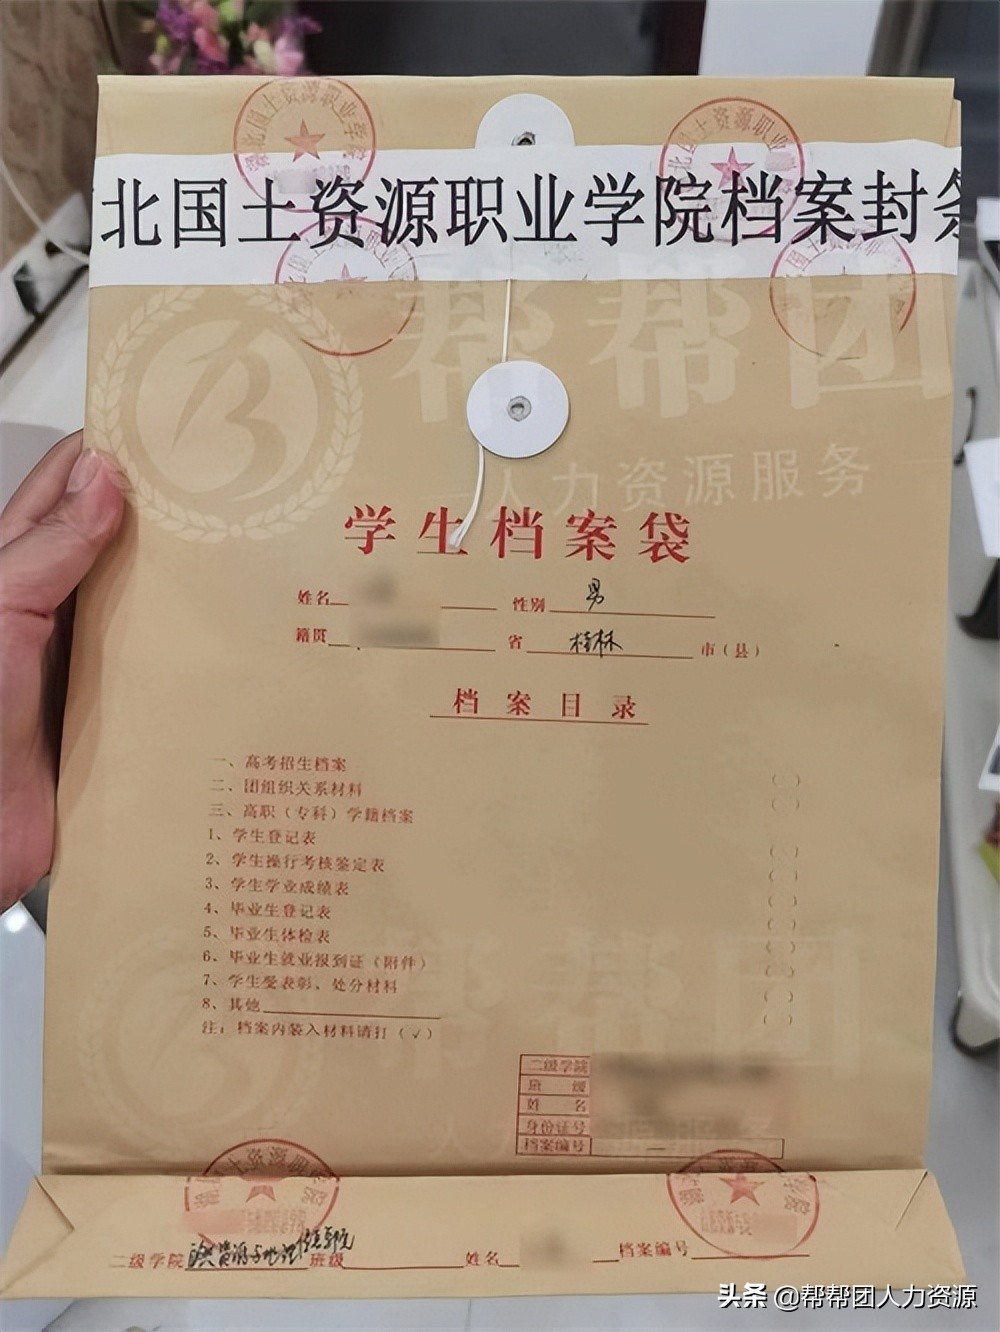 北国土资源职业学院档案封条
帮帮团
人力资源服务
学生档案袋
姓名 性别 男
籍贯 省 桂林 市(县)
档案目录
一、高考招生档案 ( )
二、团组织关系材料 ( )
三、高职(专科)学籍档案
1、学生登记表 ( )
2、学生操行考核鉴定表 ( )
3、学生学业成绩表 ( )
4、毕业生登记表 ( )
5、毕业生体检表 ( )
6、毕业生就业报到证(附件) ( )
7、学生受表彰、处分材料 ( )
8、其他 ( )
注:档案内装入材料请打(√)
二级学院
班 级
姓 名
身份证号
档案编号
帮帮团
人力资源服务
二级学院 班级 姓名 档案编号
头条 @帮帮团人力资源